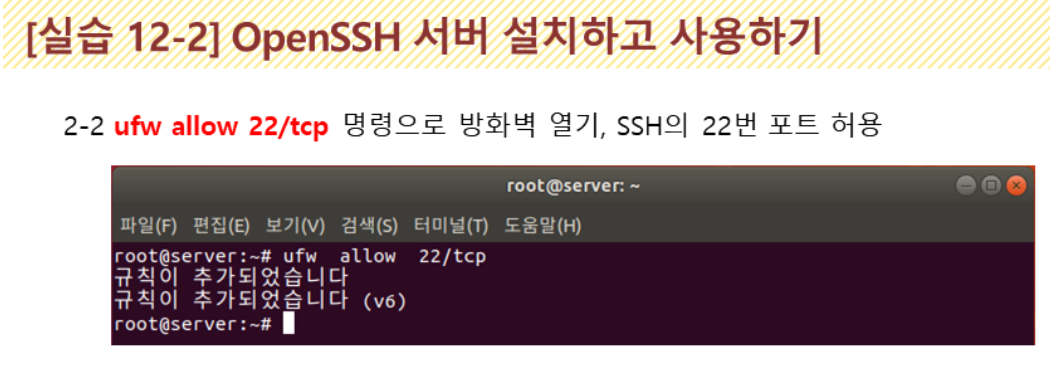 [실습 12-2] OpenSSH 서버 설치하고 사용하기
2-2 ufw allow 22/tcp 명령으로 방화벽 열기, SSH의 22번 포트 허용
root@server: ~
파일(F) 편집(E) 보기(V) 검색(S) 터미널(T) 도움말(H)
root@server:~# ufw  allow  22/tcp
규칙이 추가되었습니다
규칙이 추가되었습니다 (v6)
root@server:~#